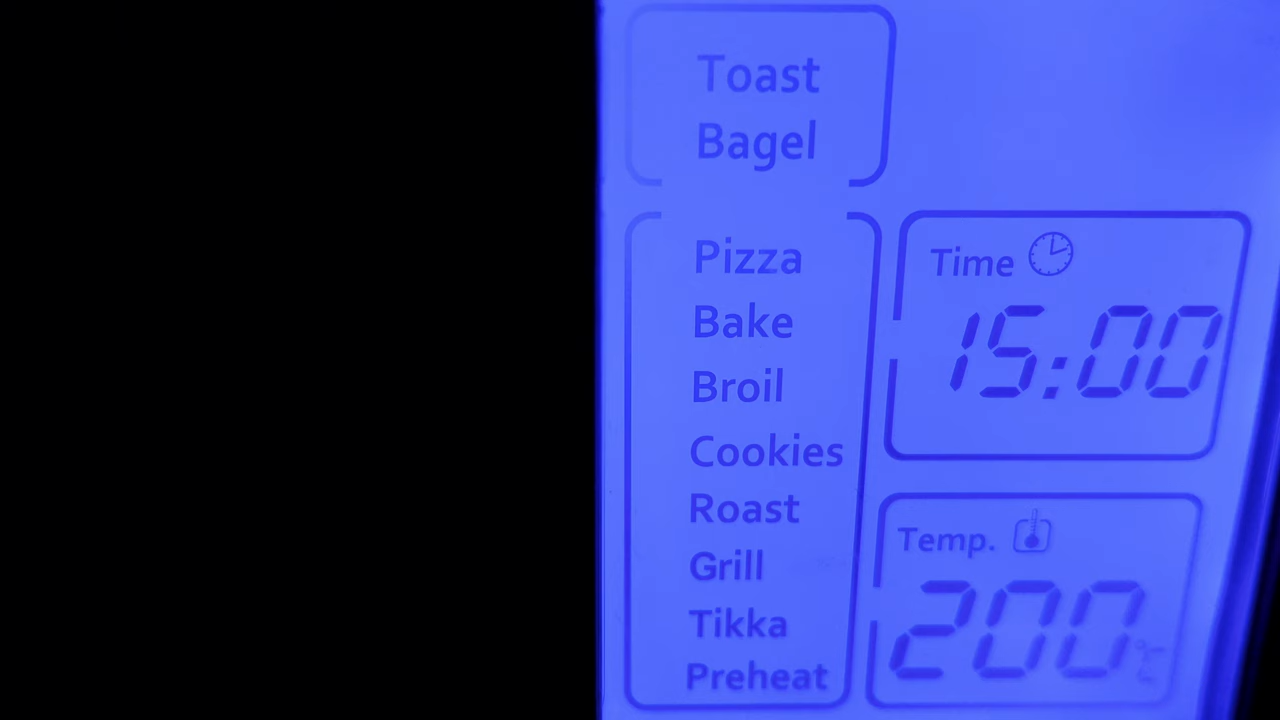 Toast
Bagel
Pizza
Bake
Broil
Cookies
Roast
Grill
Tikka
Preheat
Time
15:00
Temp.
200